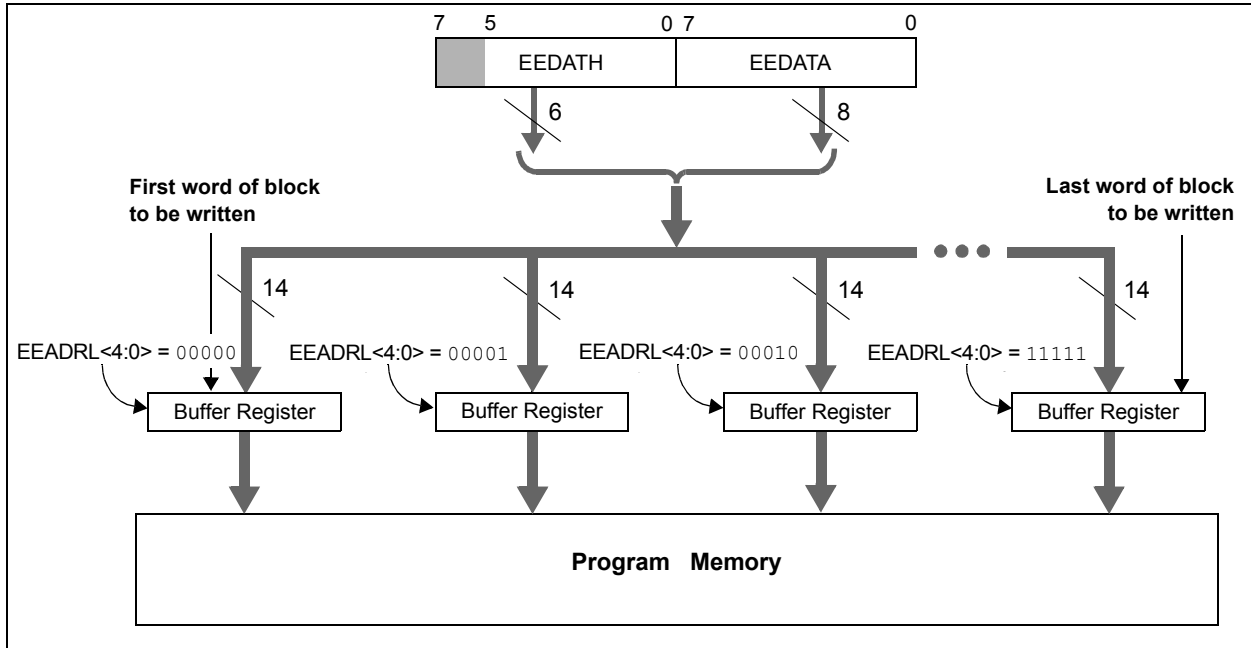 7 5 0 7 0
EEDATH EEDATA
6 8
First word of block
to be written
Last word of block
to be written
14 14 14 14
EEADRL<4:0> = 00000 EEADRL<4:0> = 00001 EEADRL<4:0> = 00010 EEADRL<4:0> = 11111
Buffer Register Buffer Register Buffer Register Buffer Register
Program Memory